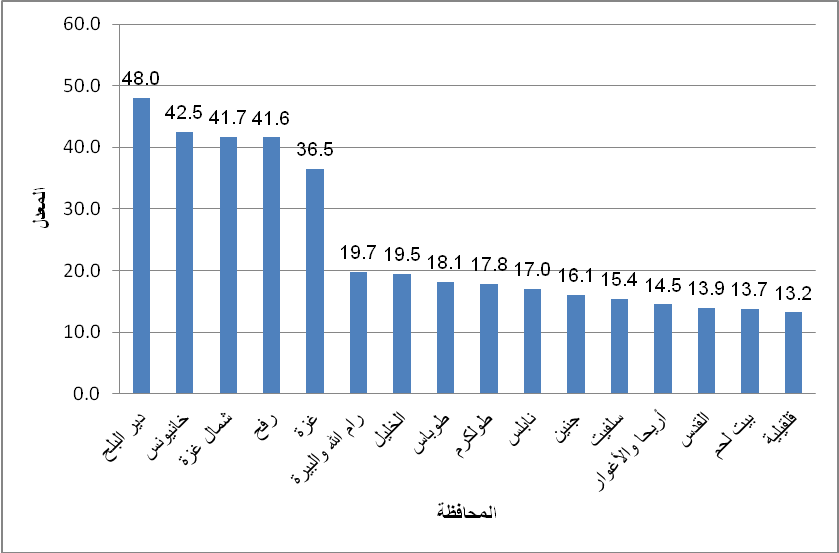 60.0
50.0
40.0
30.0
20.0
10.0
0.0
المعدل
48.0
42.5
41.7
41.6
36.5
19.7
19.5
18.1
17.8
17.0
16.1
15.4
14.5
13.9
13.7
13.2
دير البلح
خانيونس
شمال غزة
رفح
غزة
رام الله والبيرة
الخليل
طوباس
طولكرم
نابلس
جنين
سلفيت
أريحا والأغوار
القدس
بيت لحم
قلقيلية
المحافظة